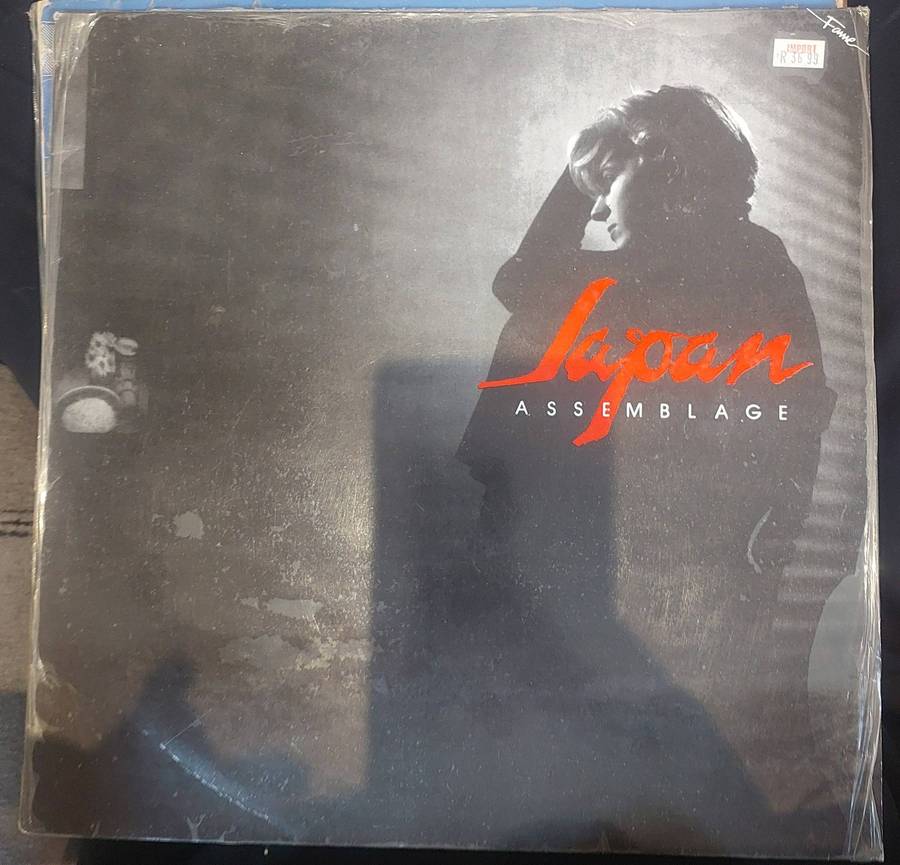 Fame
IMPORT
R 36 99
Japan
ASSEMBLAGE